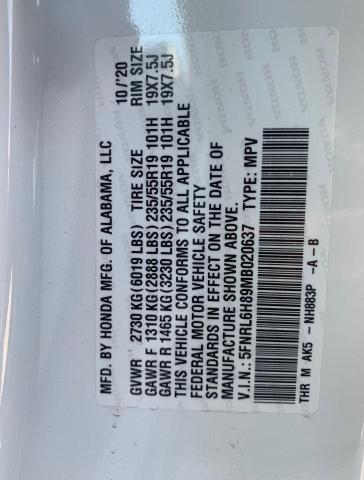 MFD. BY HONDA MFG. OF ALABAMA, LLC 10/'20
GVWR 2730 KG(6019 LBS) TIRE SIZE RIM SIZE
GAWR F 1310 KG(2888 LBS) 235/55R19 101H 19X7.5J
GAWR R 1465 KG(3230 LBS) 235/55R19 101H 19X7.5J
THIS VEHICLE CONFORMS TO ALL APPLICABLE
FEDERAL MOTOR VEHICLE SAFETY
STANDARDS IN EFFECT ON THE DATE OF
MANUFACTURE SHOWN ABOVE.
V.I.N.: 5FNRL6H89MB020637 TYPE: MPV
THR M AK5 - NH883P -A -B